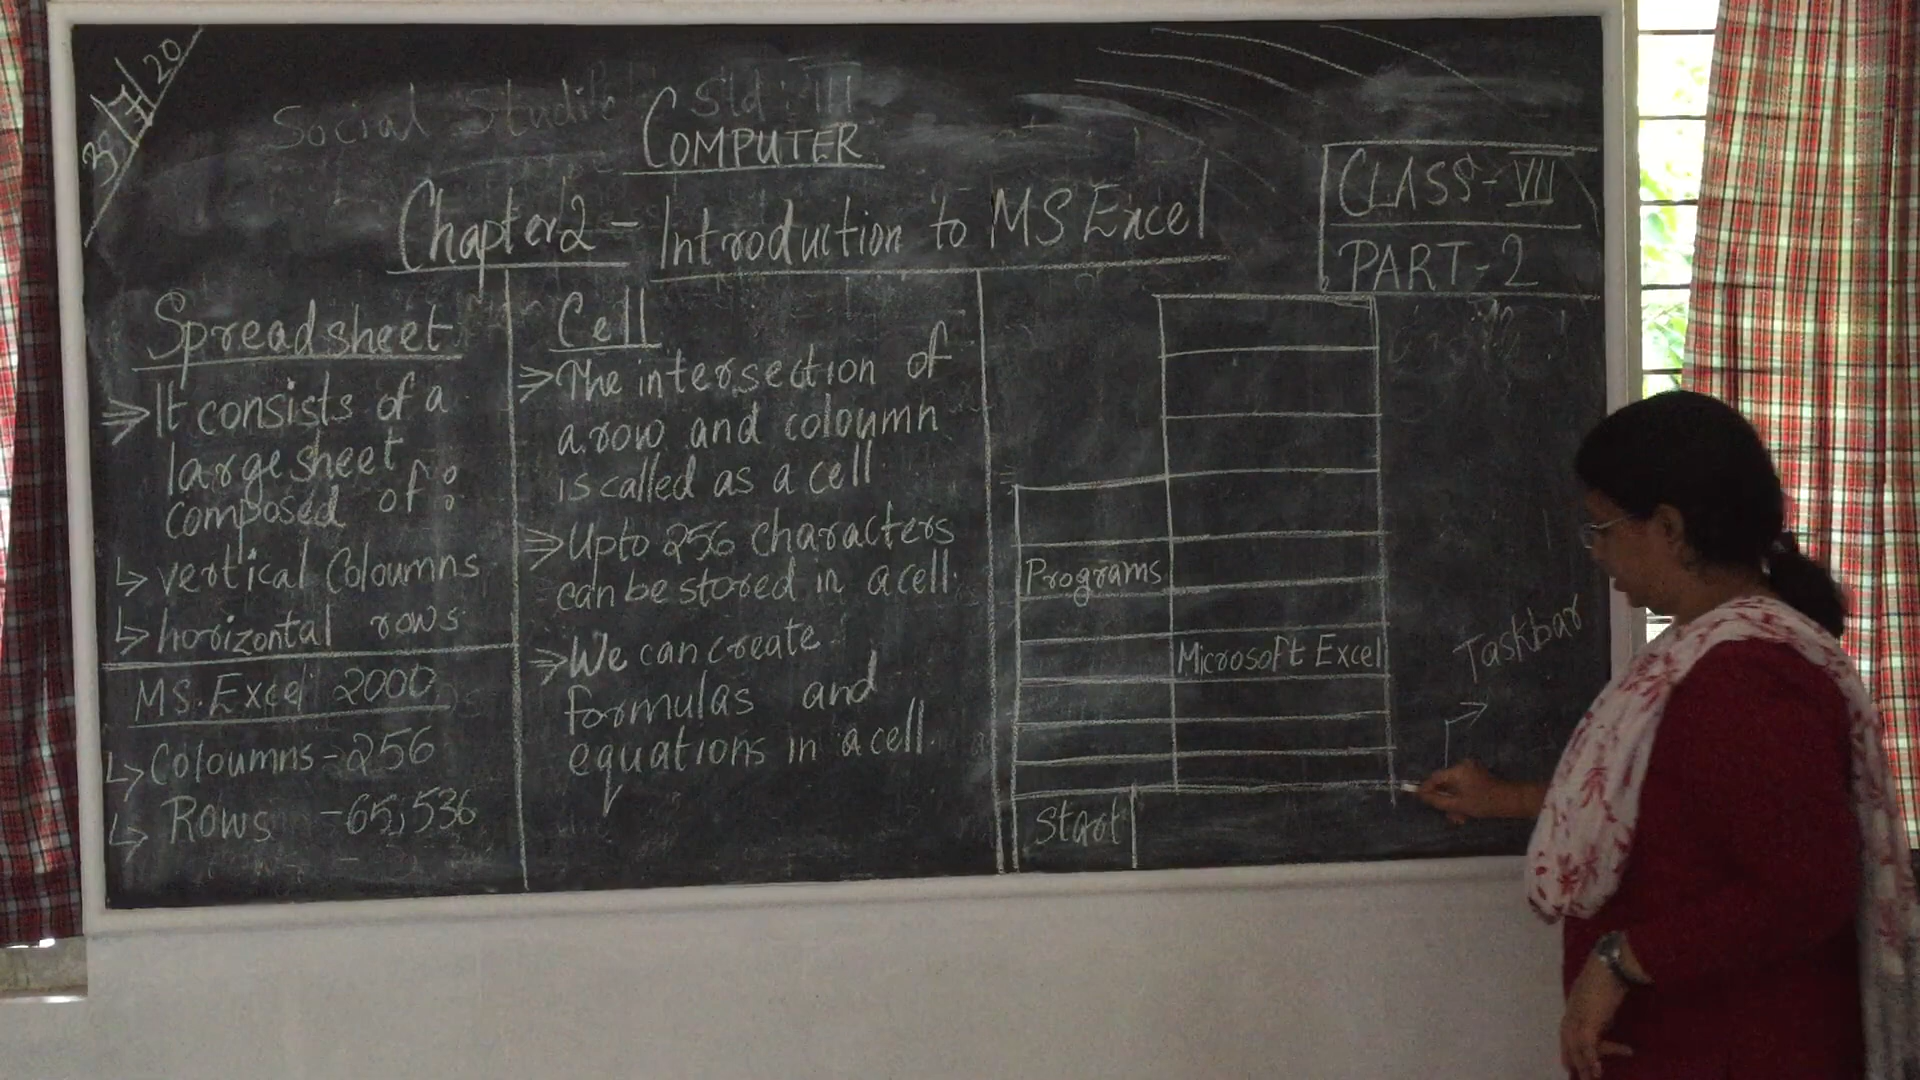 3/7/20
Social Studi
Std : III
COMPUTER
Chapter 2 - Introduction to MS Excel
CLASS - VII
PART - 2
Spreadsheet
⇒ It consists of a
large sheet
composed of :
↳ vertical Coloumns
↳ horizontal rows
MS. Excel 2000
↳ Coloumns - 256
↳ Rows - 65,536
Cell
⇒ The intersection of
a row and coloumn
is called as a cell
⇒ Upto 256 characters
can be stored in a cell.
⇒ We can create
formulas and
equations in a cell.
Programs
Microsoft Excel
Start
Taskbar